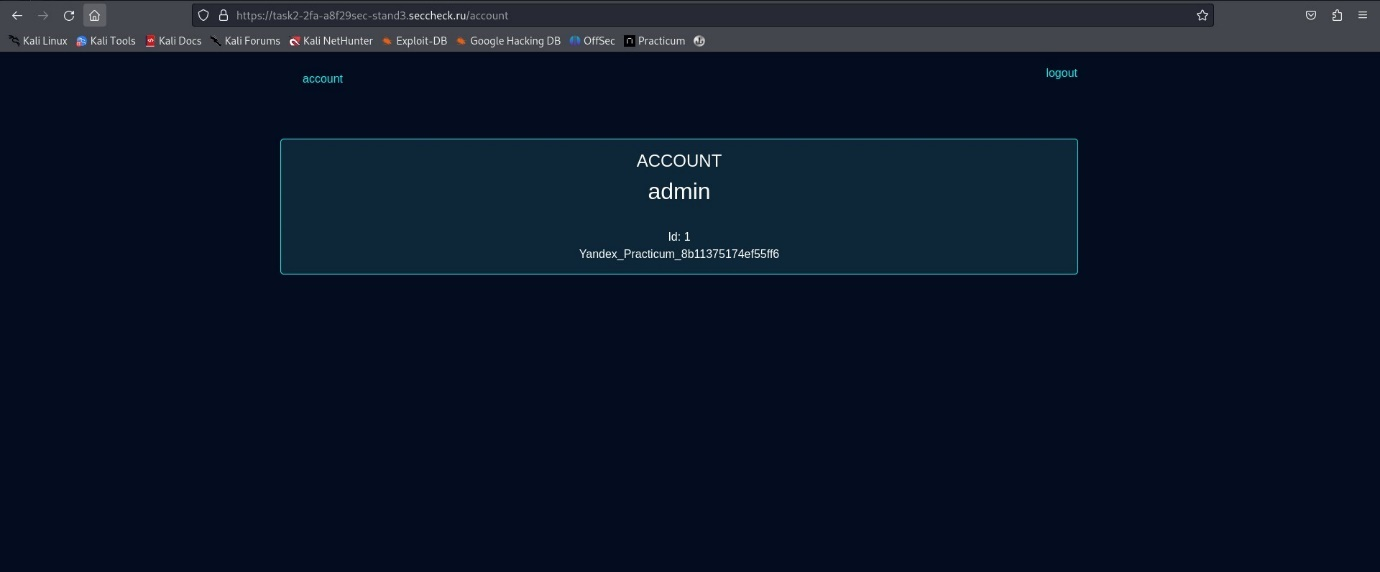 https://task2-2fa-a8f29sec-stand3.seccheck.ru/account
Kali Linux Kali Tools Kali Docs Kali Forums Kali NetHunter Exploit-DB Google Hacking DB OffSec Practicum
account logout
ACCOUNT
admin
Id: 1
Yandex_Practicum_8b11375174ef55ff6